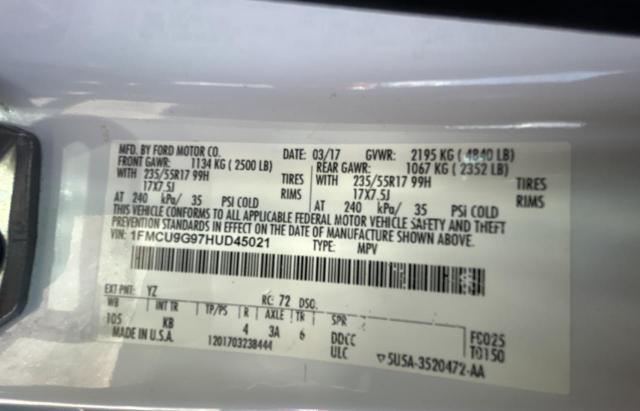 MFD. BY FORD MOTOR CO. DATE: 03/17 GVWR: 2195 KG ( 4840 LB)
FRONT GAWR: 1134 KG ( 2500 LB) REAR GAWR: 1067 KG ( 2352 LB)
WITH 235/55R17 99H TIRES WITH 235/55R17 99H TIRES
17X7.5J RIMS 17X7.5J RIMS
AT 240 kPa/ 35 PSI COLD AT 240 kPa/ 35 PSI COLD
THIS VEHICLE CONFORMS TO ALL APPLICABLE FEDERAL MOTOR VEHICLE SAFETY AND THEFT
PREVENTION STANDARDS IN EFFECT ON THE DATE OF MANUFACTURE SHOWN ABOVE.
VIN: 1FMCU9G97HUD45021 TYPE: MPV
EXT PNT: YZ RC: 72 DSO:
WB INT TR TP/PS R AXLE TR SPR
105 KB 4 3A 6 DDCC FC025
MADE IN U.S.A. 1201703238444 ULC T0150
5U5A-3520472-AA